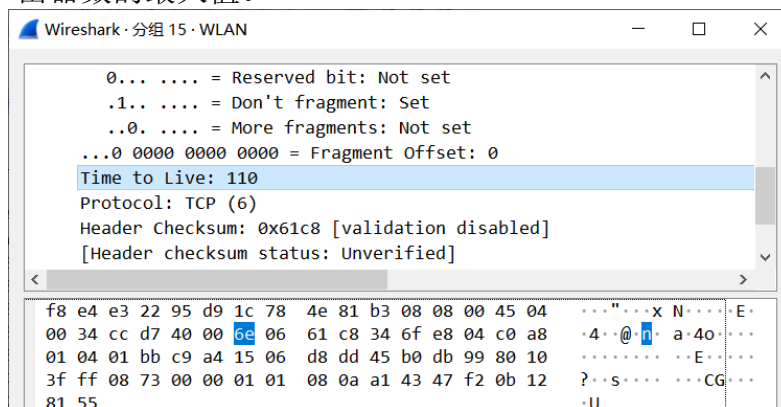 Wireshark · 分组 15 · WLAN
0... .... = Reserved bit: Not set
.1.. .... = Don't fragment: Set
..0. .... = More fragments: Not set
...0 0000 0000 0000 = Fragment Offset: 0
Time to Live: 110
Protocol: TCP (6)
Header Checksum: 0x61c8 [validation disabled]
[Header checksum status: Unverified]
f8 e4 e3 22 95 d9 1c 78 4e 81 b3 08 08 00 45 04 ···"···x N·····E·
00 34 cc d7 40 00 6e 06 61 c8 34 6f e8 04 c0 a8 ·4··@·n· a·4o····
01 04 01 bb c9 a4 15 06 d8 dd 45 b0 db 99 80 10 ········ ··E·····
3f ff 08 73 00 00 01 01 08 0a a1 43 47 f2 0b 12 ?··s···· ···CG···
81 55 ·U